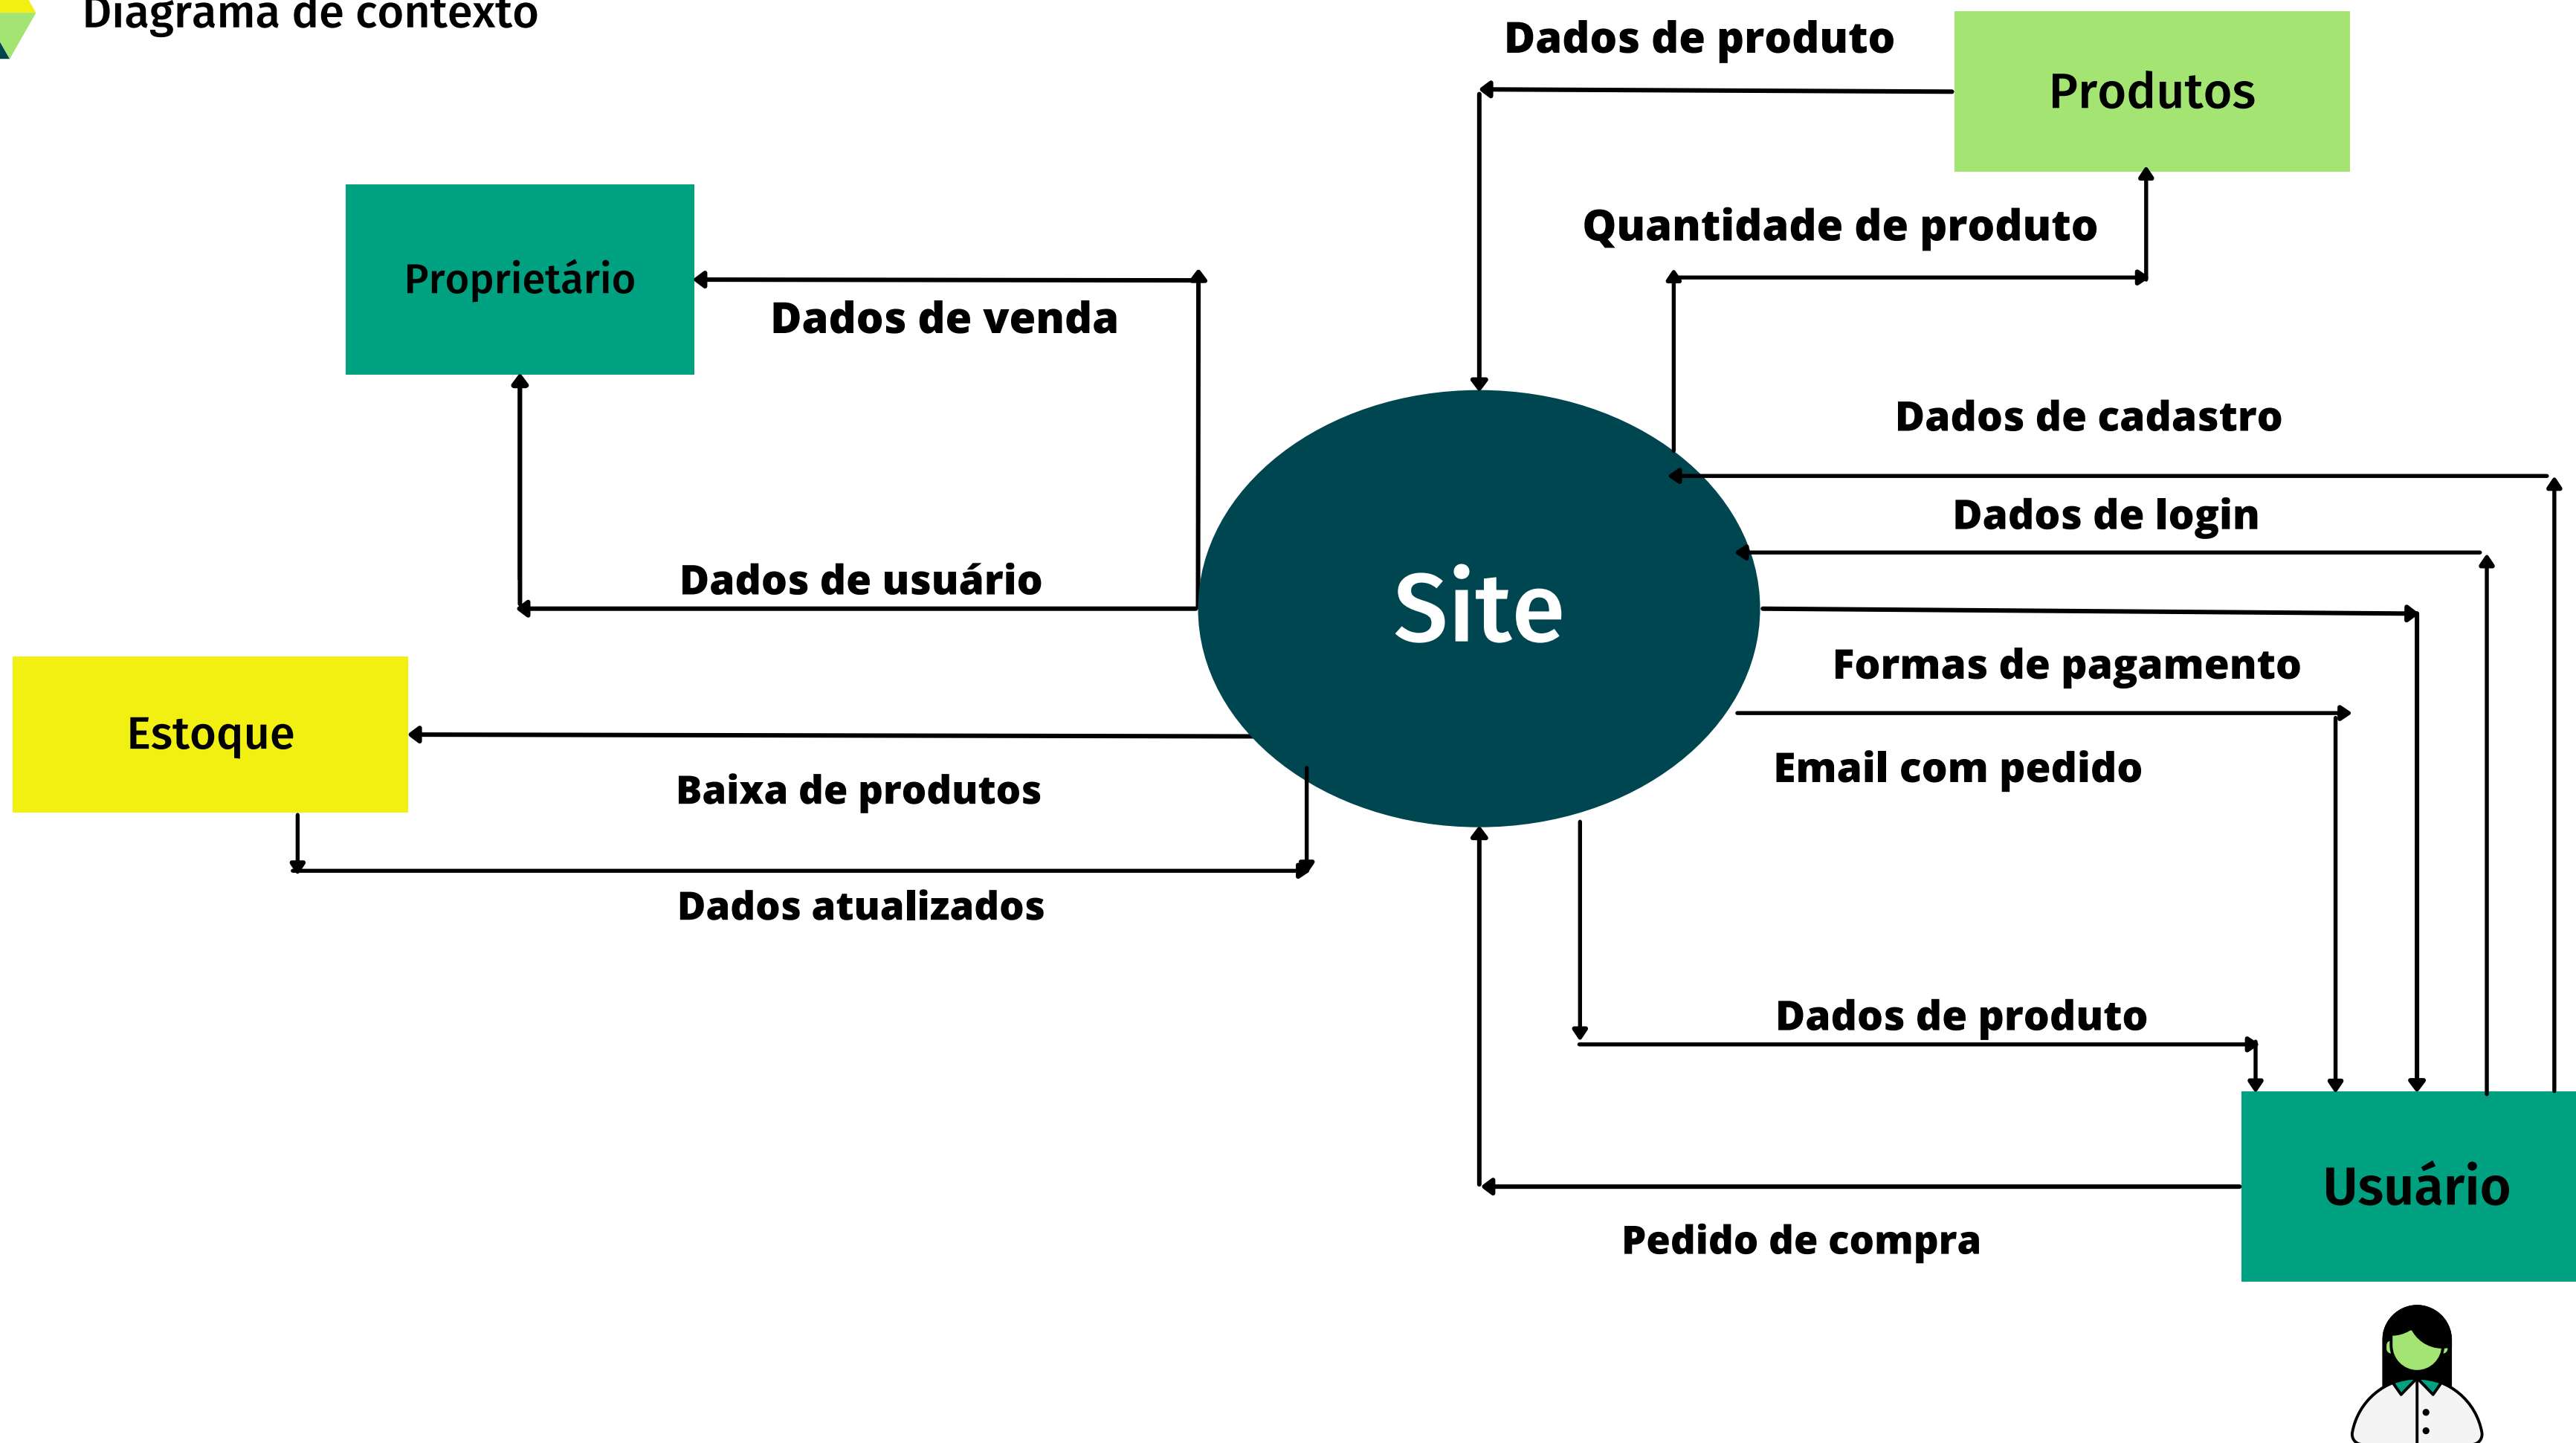 Diagrama de contexto
Dados de produto
Produtos
Quantidade de produto
Proprietário
Dados de venda
Dados de cadastro
Dados de login
Dados de usuário
Site
Formas de pagamento
Estoque
Email com pedido
Baixa de produtos
Dados atualizados
Dados de produto
Usuário
Pedido de compra